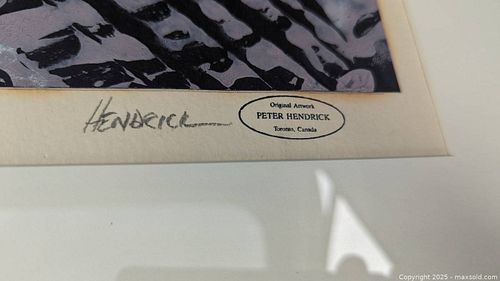 HENDRICK
Original Artwork
PETER HENDRICK
Toronto, Canada
Copyright © 2025 - maxsold.com